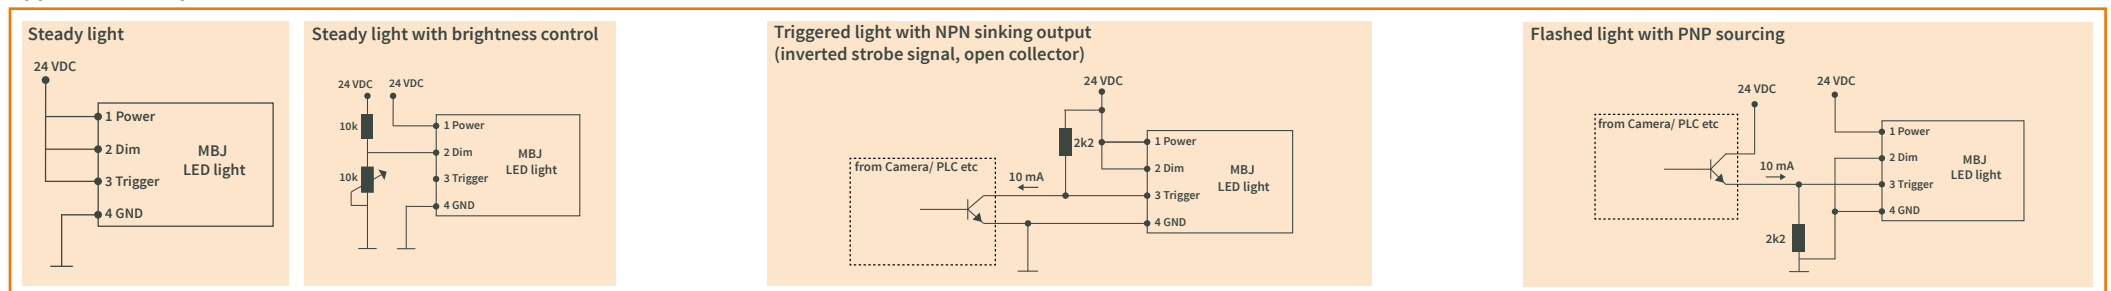 Steady light
24 VDC
1 Power
2 Dim
3 Trigger
4 GND
MBJ
LED light
Steady light with brightness control
24 VDC
24 VDC
10k
10k
1 Power
2 Dim
3 Trigger
4 GND
MBJ
LED light
Triggered light with NPN sinking output
(inverted strobe signal, open collector)
24 VDC
2k2
from Camera/ PLC etc
10 mA
1 Power
2 Dim
3 Trigger
4 GND
MBJ
LED light
Flashed light with PNP sourcing
24 VDC
24 VDC
from Camera/ PLC etc
10 mA
2k2
1 Power
2 Dim
3 Trigger
4 GND
MBJ
LED light